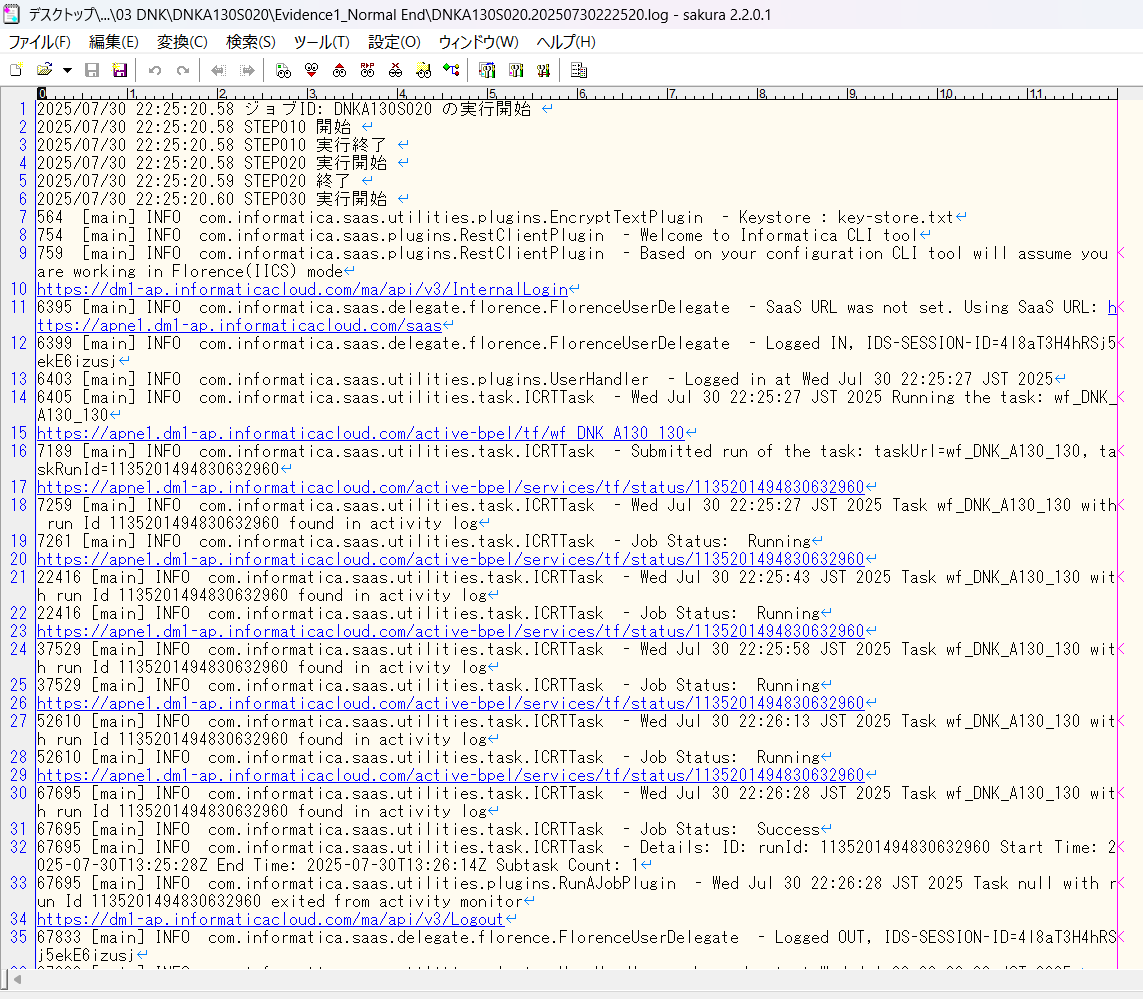 デスクトップ\...\03 DNK\DNKA130S020\Evidence1_Normal End\DNKA130S020.20250730222520.log - sakura 2.2.0.1
ファイル(F) 編集(E) 変換(C) 検索(S) ツール(T) 設定(O) ウィンドウ(W) ヘルプ(H)
0 1 2 3 4 5 6 7 8 9 10 11
1 2025/07/30 22:25:20.58 ジョブID: DNKA130S020 の実行開始
2 2025/07/30 22:25:20.58 STEP010 開始
3 2025/07/30 22:25:20.58 STEP010 実行終了
4 2025/07/30 22:25:20.58 STEP020 実行開始
5 2025/07/30 22:25:20.59 STEP020 終了
6 2025/07/30 22:25:20.60 STEP030 実行開始
7 564  [main] INFO  com.informatica.saas.utilities.plugins.EncryptTextPlugin  - Keystore : key-store.txt
8 754  [main] INFO  com.informatica.saas.plugins.RestClientPlugin  - Welcome to Informatica CLI tool
9 759  [main] INFO  com.informatica.saas.plugins.RestClientPlugin  - Based on your configuration CLI tool will assume you
are working in Florence(IICS) mode
10 https://dm1-ap.informaticacloud.com/ma/api/v3/InternalLogin
11 6395 [main] INFO  com.informatica.saas.delegate.florence.FlorenceUserDelegate  - SaaS URL was not set. Using SaaS URL: h
ttps://apne1.dm1-ap.informaticacloud.com/saas
12 6399 [main] INFO  com.informatica.saas.delegate.florence.FlorenceUserDelegate  - Logged IN, IDS-SESSION-ID=4l8aT3H4hRSj5
ekE6izusj
13 6403 [main] INFO  com.informatica.saas.utilities.plugins.UserHandler  - Logged in at Wed Jul 30 22:25:27 JST 2025
14 6405 [main] INFO  com.informatica.saas.utilities.task.ICRTTask  - Wed Jul 30 22:25:27 JST 2025 Running the task: wf_DNK_
A130_130
15 https://apne1.dm1-ap.informaticacloud.com/active-bpel/tf/wf_DNK_A130_130
16 7189 [main] INFO  com.informatica.saas.utilities.task.ICRTTask  - Submitted run of the task: taskUrl=wf_DNK_A130_130, ta
skRunId=1135201494830632960
17 https://apne1.dm1-ap.informaticacloud.com/active-bpel/services/tf/status/1135201494830632960
18 7259 [main] INFO  com.informatica.saas.utilities.task.ICRTTask  - Wed Jul 30 22:25:27 JST 2025 Task wf_DNK_A130_130 with
run Id 1135201494830632960 found in activity log
19 7261 [main] INFO  com.informatica.saas.utilities.task.ICRTTask  - Job Status:  Running
20 https://apne1.dm1-ap.informaticacloud.com/active-bpel/services/tf/status/1135201494830632960
21 22416 [main] INFO  com.informatica.saas.utilities.task.ICRTTask  - Wed Jul 30 22:25:43 JST 2025 Task wf_DNK_A130_130 wit
h run Id 1135201494830632960 found in activity log
22 22416 [main] INFO  com.informatica.saas.utilities.task.ICRTTask  - Job Status:  Running
23 https://apne1.dm1-ap.informaticacloud.com/active-bpel/services/tf/status/1135201494830632960
24 37529 [main] INFO  com.informatica.saas.utilities.task.ICRTTask  - Wed Jul 30 22:25:58 JST 2025 Task wf_DNK_A130_130 wit
h run Id 1135201494830632960 found in activity log
25 37529 [main] INFO  com.informatica.saas.utilities.task.ICRTTask  - Job Status:  Running
26 https://apne1.dm1-ap.informaticacloud.com/active-bpel/services/tf/status/1135201494830632960
27 52610 [main] INFO  com.informatica.saas.utilities.task.ICRTTask  - Wed Jul 30 22:26:13 JST 2025 Task wf_DNK_A130_130 wit
h run Id 1135201494830632960 found in activity log
28 52610 [main] INFO  com.informatica.saas.utilities.task.ICRTTask  - Job Status:  Running
29 https://apne1.dm1-ap.informaticacloud.com/active-bpel/services/tf/status/1135201494830632960
30 67695 [main] INFO  com.informatica.saas.utilities.task.ICRTTask  - Wed Jul 30 22:26:28 JST 2025 Task wf_DNK_A130_130 wit
h run Id 1135201494830632960 found in activity log
31 67695 [main] INFO  com.informatica.saas.utilities.task.ICRTTask  - Job Status:  Success
32 67695 [main] INFO  com.informatica.saas.utilities.task.ICRTTask  - Details: ID: runId: 1135201494830632960 Start Time: 2
025-07-30T13:25:28Z End Time: 2025-07-30T13:26:14Z Subtask Count: 1
33 67695 [main] INFO  com.informatica.saas.utilities.plugins.RunAJobPlugin  - Wed Jul 30 22:26:28 JST 2025 Task null with r
un Id 1135201494830632960 exited from activity monitor
34 https://dm1-ap.informaticacloud.com/ma/api/v3/Logout
35 67833 [main] INFO  com.informatica.saas.delegate.florence.FlorenceUserDelegate  - Logged OUT, IDS-SESSION-ID=4l8aT3H4hRS
j5ekE6izusj